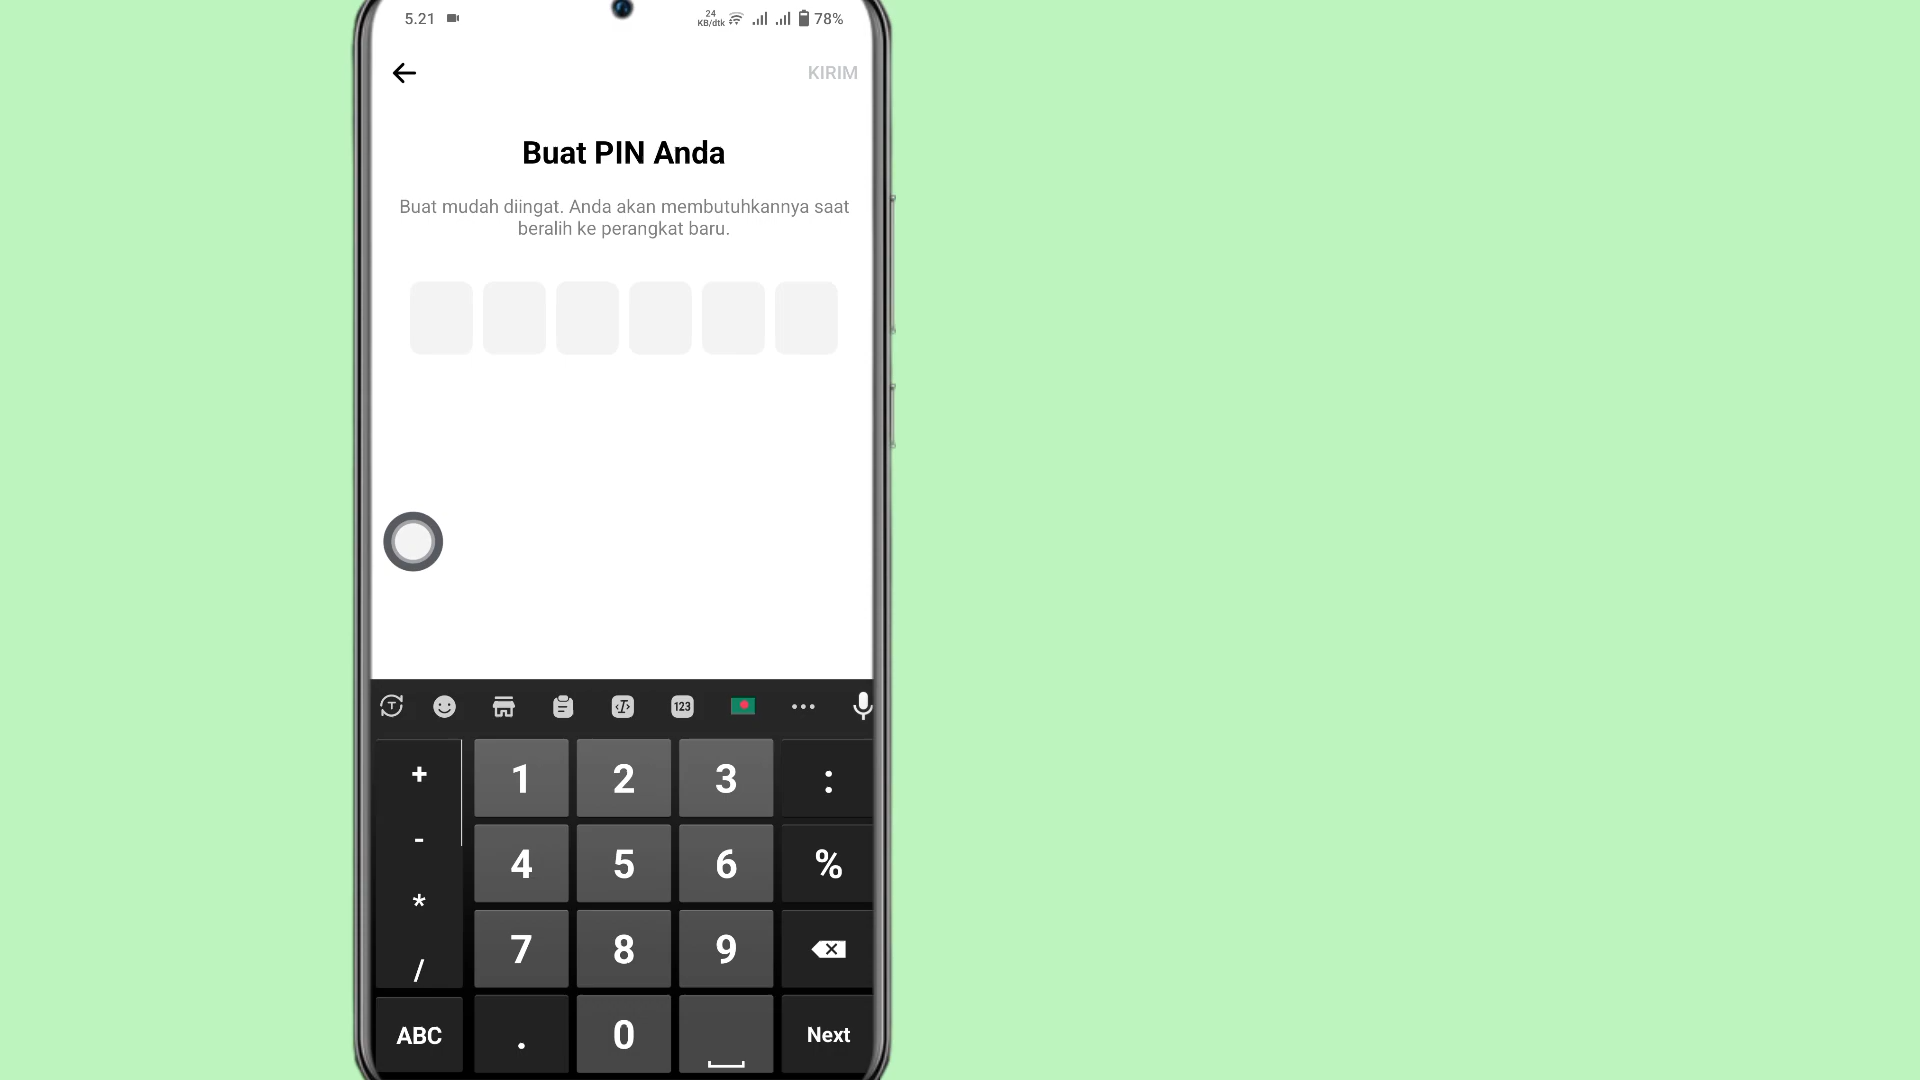 5.21
24
KB/dtk
78%
KIRIM
Buat PIN Anda
Buat mudah diingat. Anda akan membutuhkannya saat
beralih ke perangkat baru.
123
+
1 2 3 :
-
4 5 6 %
*
7 8 9
/
ABC . 0 Next